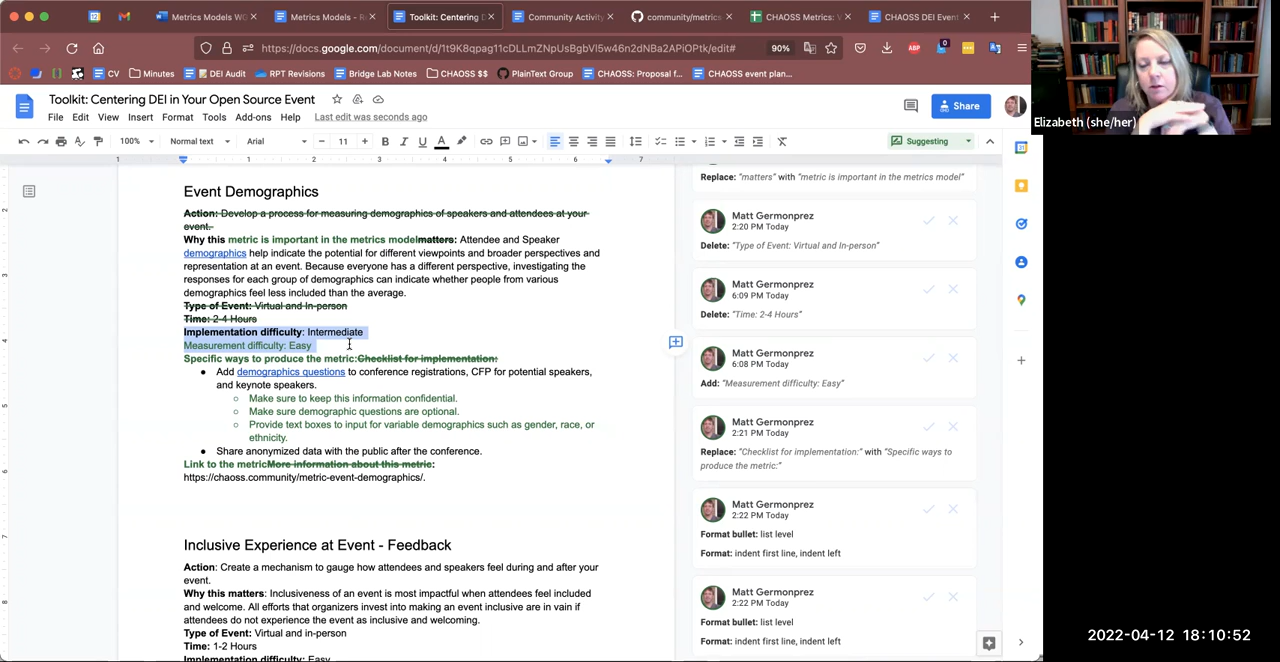 Metrics Models WG
Metrics Models - R
Toolkit: Centering D
Community Activity
community/metrics
CHAOSS Metrics: V
CHAOSS DEI Event
https://docs.google.com/document/d/1t9K8qpag11cDLLmZNpUsBgbVl5w46n2dNBa2APiOPtk/edit#
90%
ABP
0
CV
Minutes
DEI Audit
RPT Revisions
Bridge Lab Notes
CHAOSS $$
PlainText Group
CHAOSS: Proposal f...
CHAOSS event plan...
Elizabeth (she/her)
Toolkit: Centering DEI in Your Open Source Event
File Edit View Insert Format Tools Add-ons Help Last edit was seconds ago
Share
100% Normal text Arial 11 B I U A
Suggesting
1 1 2 3 4 5 6 7
Event Demographics
Action: Develop a process for measuring demographics of speakers and attendees at your
event.
Why this metric is important in the metrics modelmatters: Attendee and Speaker
demographics help indicate the potential for different viewpoints and broader perspectives and
representation at an event. Because everyone has a different perspective, investigating the
responses for each group of demographics can indicate whether people from various
demographics feel less included than the average.
Type of Event: Virtual and In-person
Time: 2-4 Hours
Implementation difficulty: Intermediate
Measurement difficulty: Easy
Specific ways to produce the metric:Checklist for implementation:
● Add demographics questions to conference registrations, CFP for potential speakers,
and keynote speakers.
○ Make sure to keep this information confidential.
○ Make sure demographic questions are optional.
○ Provide text boxes to input for variable demographics such as gender, race, or
ethnicity.
● Share anonymized data with the public after the conference.
Link to the metricMore information about this metric:
https://chaoss.community/metric-event-demographics/.
Inclusive Experience at Event - Feedback
Action: Create a mechanism to gauge how attendees and speakers feel during and after your
event.
Why this matters: Inclusiveness of an event is most impactful when attendees feel included
and welcome. All efforts that organizers invest into making an event inclusive are in vain if
attendees do not experience the event as inclusive and welcoming.
Type of Event: Virtual and in-person
Time: 1-2 Hours
Implementation difficulty: Easy
Replace: "matters" with "metric is important in the metrics model"
Matt Germonprez
2:20 PM Today
Delete: "Type of Event: Virtual and In-person"
Matt Germonprez
6:09 PM Today
Delete: "Time: 2-4 Hours"
Matt Germonprez
6:08 PM Today
Add: "Measurement difficulty: Easy"
Matt Germonprez
2:21 PM Today
Replace: "Checklist for implementation:" with "Specific ways to
produce the metric:"
Matt Germonprez
2:22 PM Today
Format bullet: list level
Format: indent first line, indent left
Matt Germonprez
2:22 PM Today
Format bullet: list level
Format: indent first line, indent left
2022-04-12 18:10:52